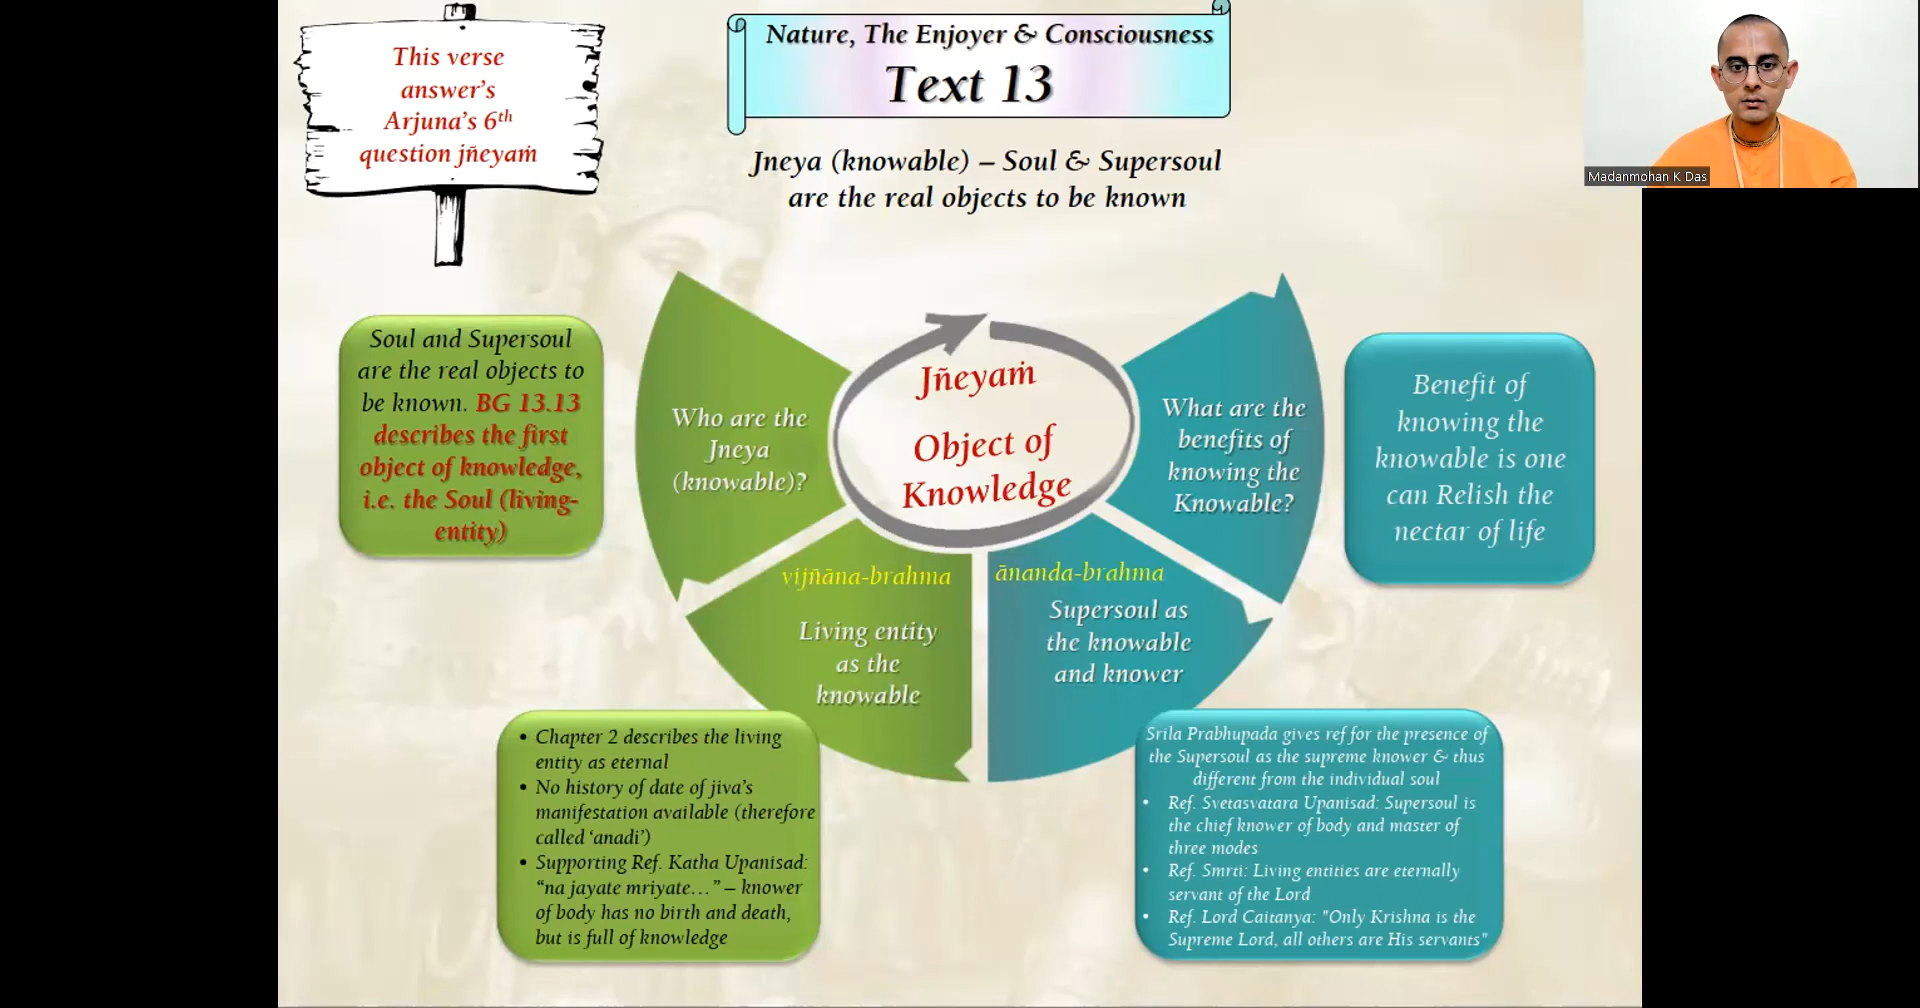 This verse
answer's
Arjuna's 6th
question jñeyaṁ
Nature, The Enjoyer & Consciousness
Text 13
Jneya (knowable) – Soul & Supersoul
are the real objects to be known
Madanmohan K Das
Soul and Supersoul
are the real objects to
be known. BG 13.13
describes the first
object of knowledge,
i.e. the Soul (living-
entity)
Who are the
Jneya
(knowable)?
Jñeyaṁ
Object of
Knowledge
What are the
benefits of
knowing the
Knowable?
Benefit of
knowing the
knowable is one
can Relish the
nectar of life
vijñāna-brahma
Living entity
as the
knowable
ānanda-brahma
Supersoul as
the knowable
and knower
• Chapter 2 describes the living
entity as eternal
• No history of date of jiva's
manifestation available (therefore
called 'anadi')
• Supporting Ref. Katha Upanisad:
"na jayate mriyate…" – knower
of body has no birth and death,
but is full of knowledge
Srila Prabhupada gives ref for the presence of
the Supersoul as the supreme knower & thus
different from the individual soul
• Ref. Svetasvatara Upanisad: Supersoul is
the chief knower of body and master of
three modes
• Ref. Smrti: Living entities are eternally
servant of the Lord
• Ref. Lord Caitanya: "Only Krishna is the
Supreme Lord, all others are His servants"